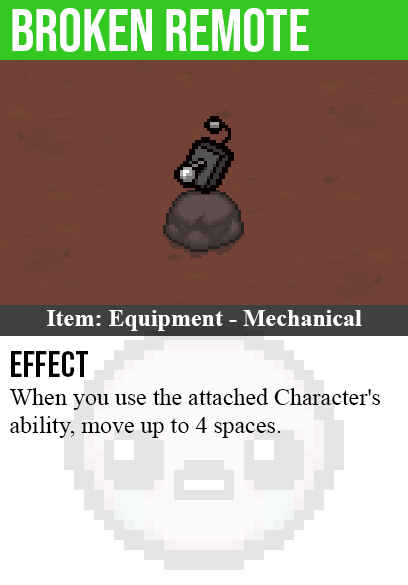 BROKEN REMOTE
Item: Equipment - Mechanical
EFFECT
When you use the attached Character's
ability, move up to 4 spaces.